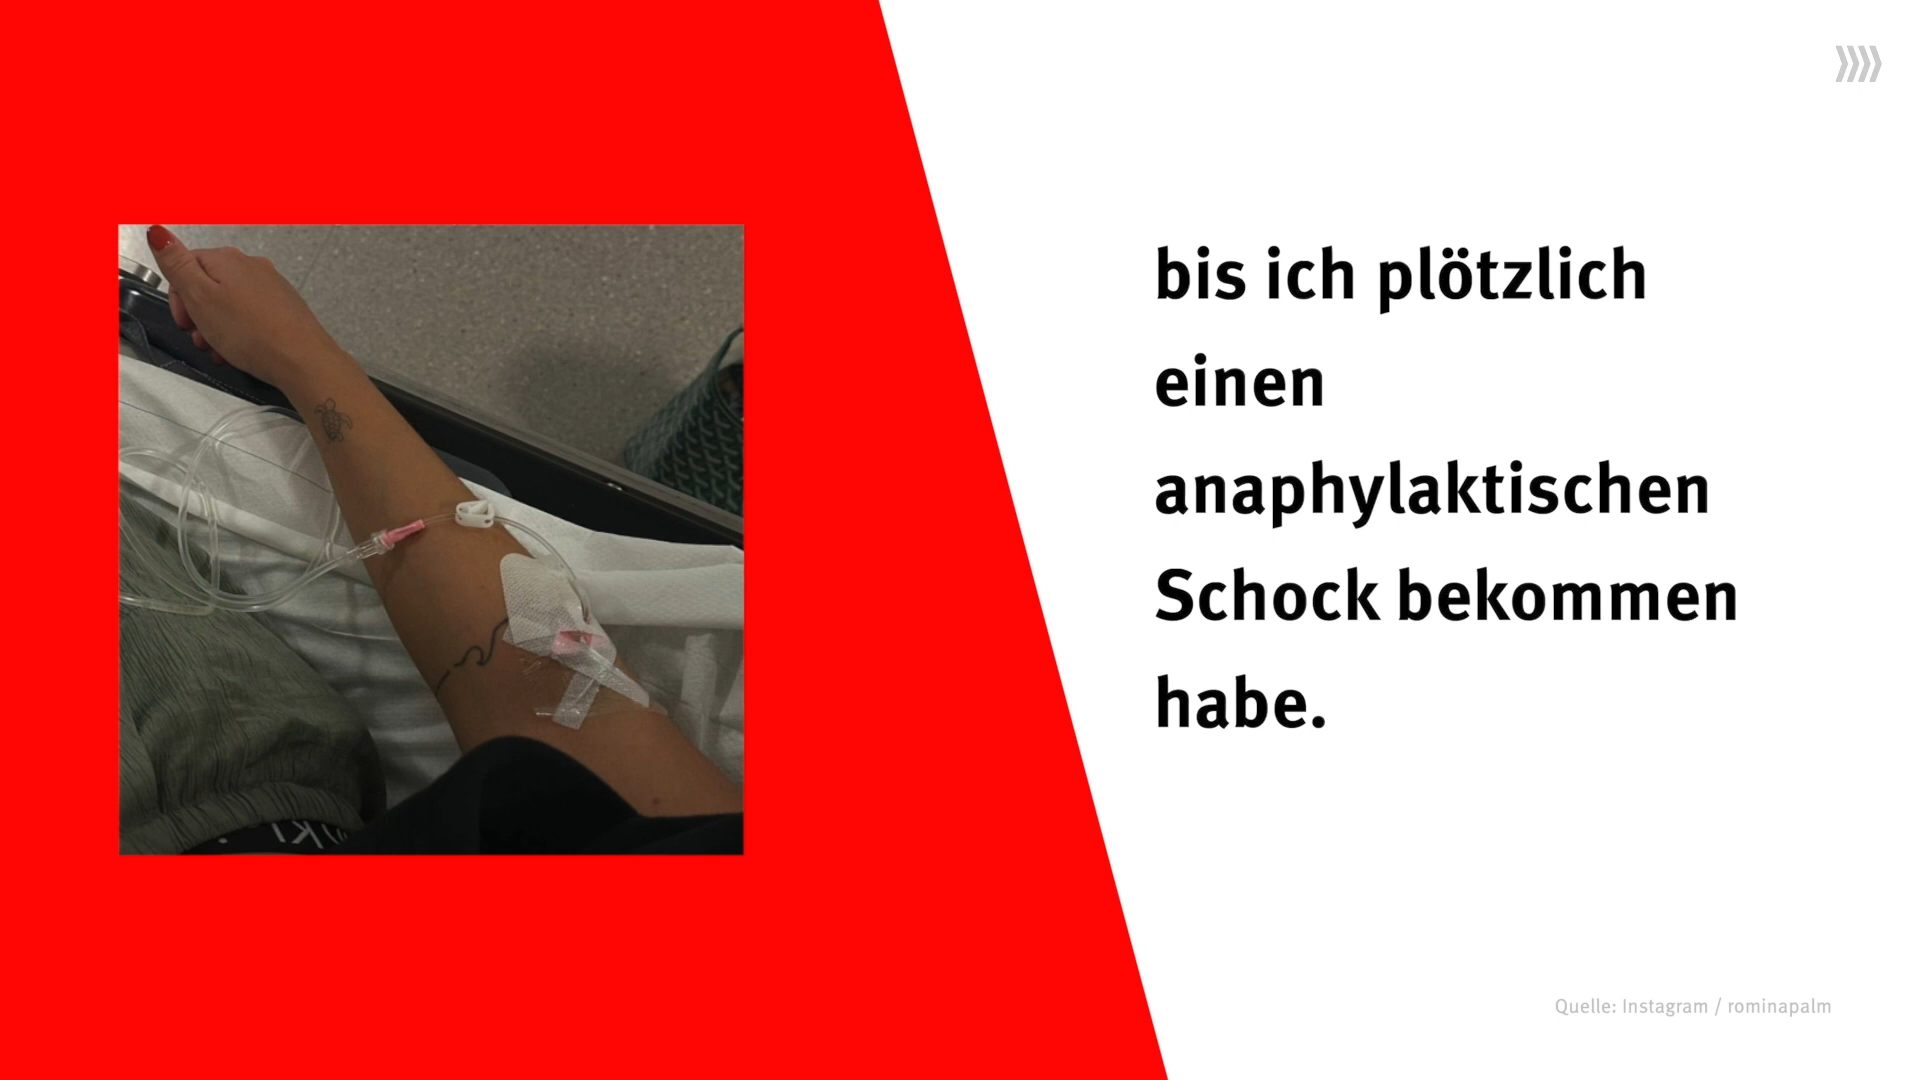 bis ich plötzlich
einen
anaphylaktischen
Schock bekommen
habe.
Quelle: Instagram / rominapalm